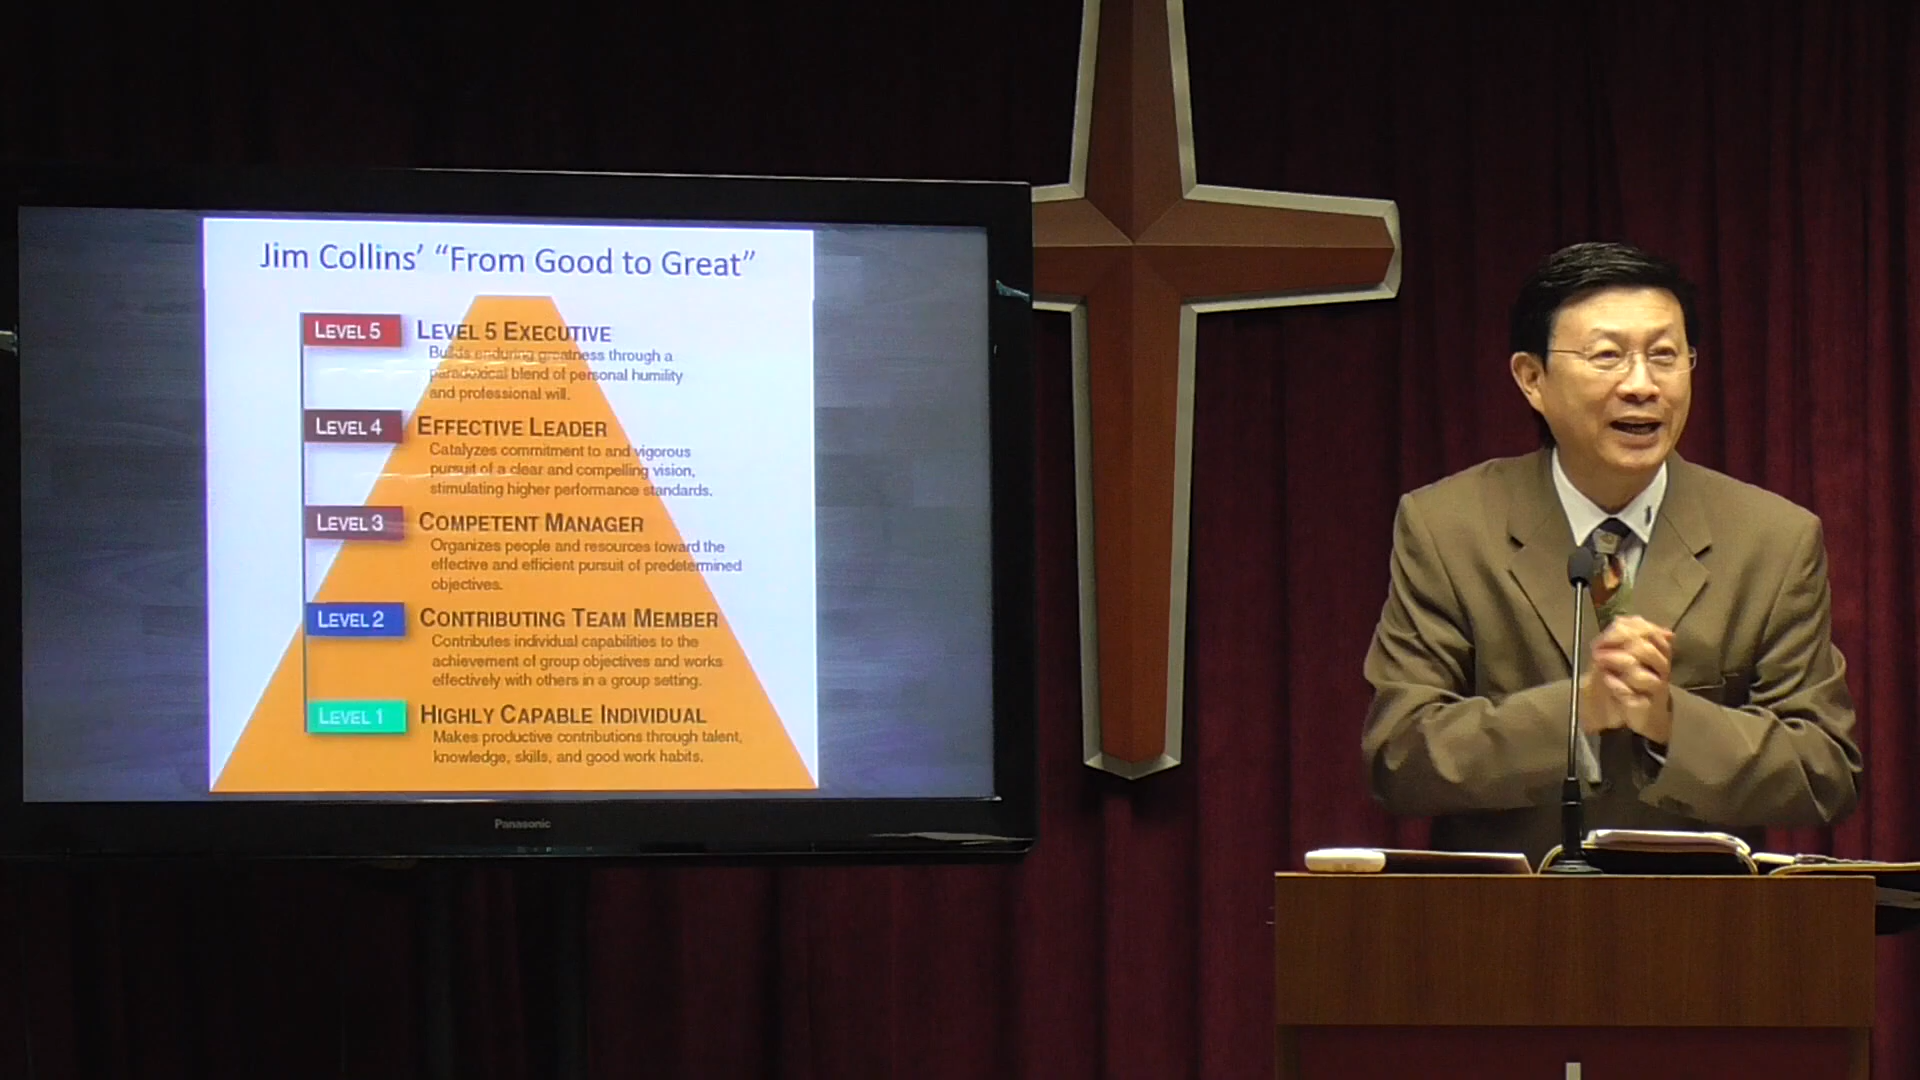 Jim Collins' “From Good to Great”
LEVEL 5
LEVEL 5 EXECUTIVE
Builds enduring greatness through a
paradoxical blend of personal humility
and professional will.
LEVEL 4
EFFECTIVE LEADER
Catalyzes commitment to and vigorous
pursuit of a clear and compelling vision,
stimulating higher performance standards.
LEVEL 3
COMPETENT MANAGER
Organizes people and resources toward the
effective and efficient pursuit of predetermined
objectives.
LEVEL 2
CONTRIBUTING TEAM MEMBER
Contributes individual capabilities to the
achievement of group objectives and works
effectively with others in a group setting.
LEVEL 1
HIGHLY CAPABLE INDIVIDUAL
Makes productive contributions through talent,
knowledge, skills, and good work habits.
Panasonic